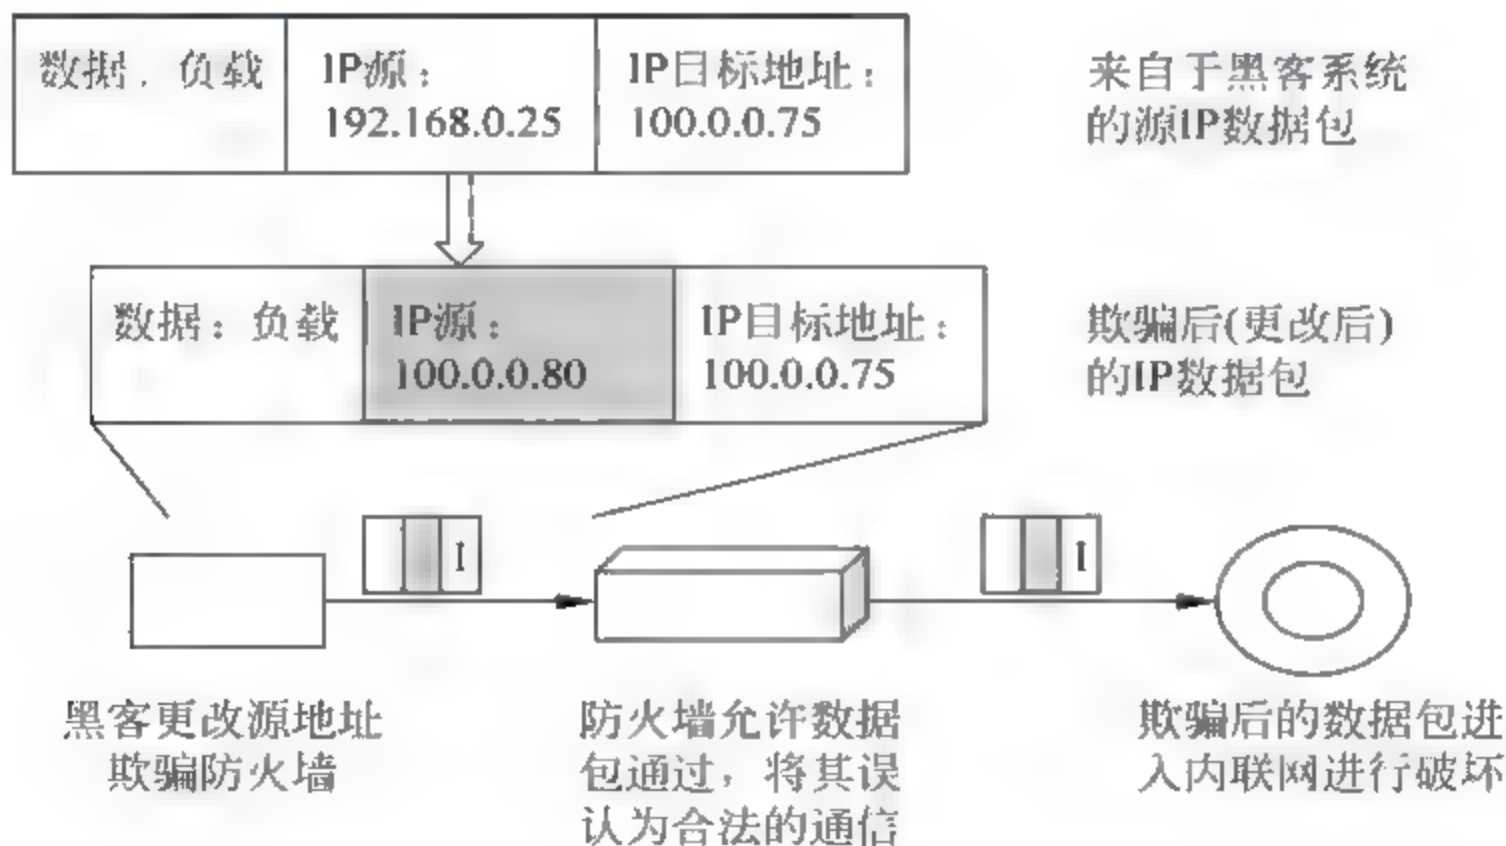 数据：负载
IP源：
192.168.0.25
IP目标地址：
100.0.0.75
来自于黑客系统
的源IP数据包
数据：负载
IP源：
100.0.0.80
IP目标地址：
100.0.0.75
欺骗后(更改后)
的IP数据包
I
I
黑客更改源地址
欺骗防火墙
防火墙允许数据
包通过，将其误
认为合法的通信
欺骗后的数据包进
入内联网进行破坏